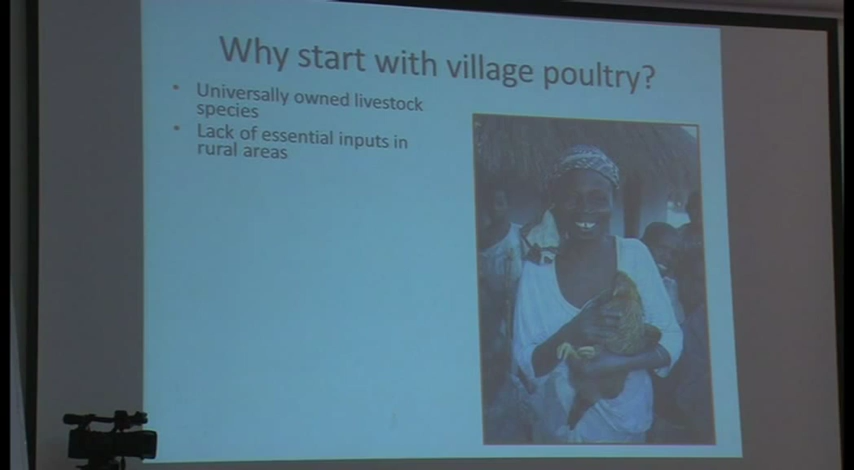 Why start with village poultry?
• Universally owned livestock
species
• Lack of essential inputs in
rural areas